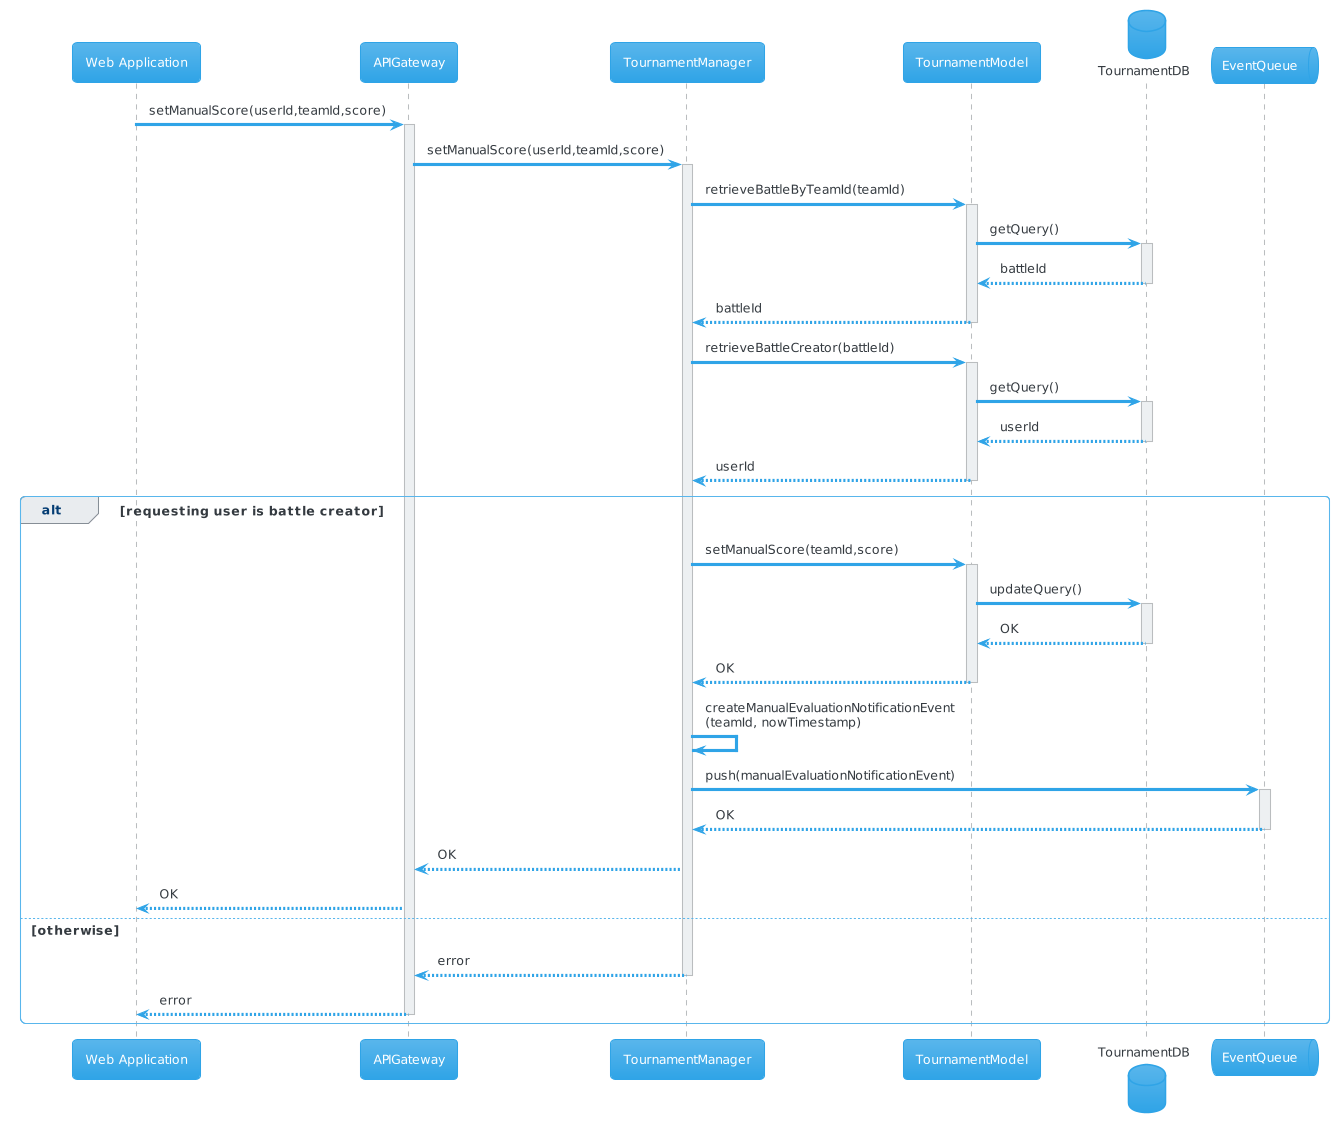 Web Application
APIGateway
TournamentManager
TournamentModel
TournamentDB
EventQueue
setManualScore(userId,teamId,score)
setManualScore(userId,teamId,score)
retrieveBattleByTeamId(teamId)
getQuery()
battleId
battleId
retrieveBattleCreator(battleId)
getQuery()
userId
userId
alt
[requesting user is battle creator]
setManualScore(teamId,score)
updateQuery()
OK
OK
createManualEvaluationNotificationEvent
(teamId, nowTimestamp)
push(manualEvaluationNotificationEvent)
OK
OK
OK
[otherwise]
error
error
Web Application
APIGateway
TournamentManager
TournamentModel
TournamentDB
EventQueue